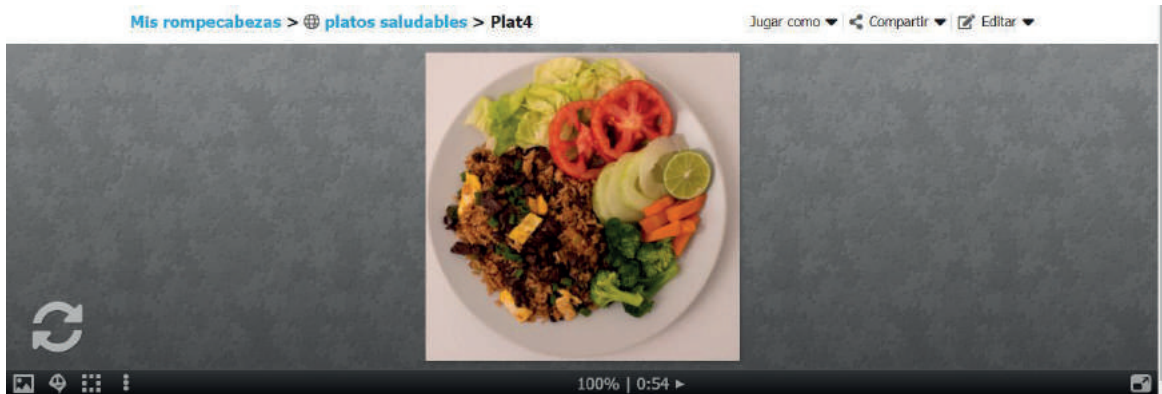 Mis rompecabezas > platos saludables > Plat4
Jugar como Compartir Editar
100% | 0:54